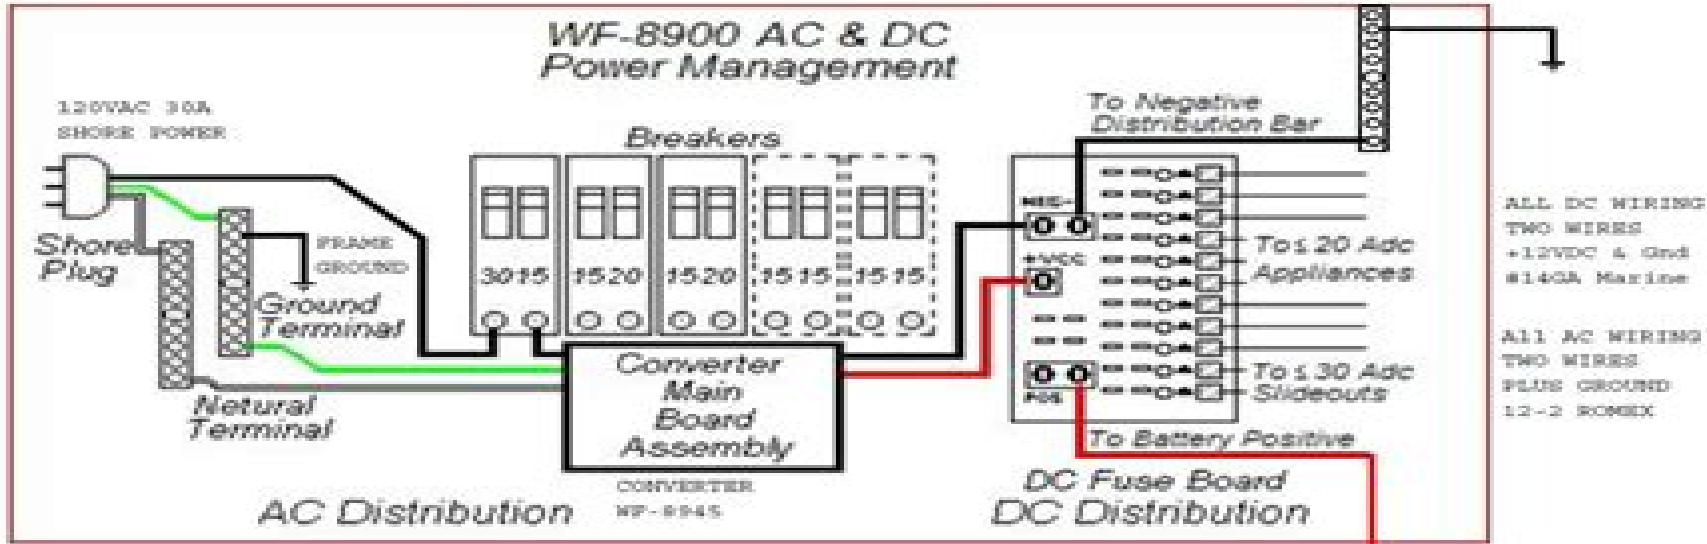 WF-8900 AC & DC
Power Management
120VAC 30A
SHORE POWER
Breakers
To Negative
Distribution Bar
Shore
Plug
FRAME
GROUND
Ground
Terminal
Netural
Terminal
30 15
15 20
15 20
15 15
15 15
NEG-
+VCC
POS
To ≤ 20 Adc
Appliances
To ≤ 30 Adc
Slideouts
To Battery Positive
Converter
Main
Board
Assembly
CONVERTER
WF-8945
AC Distribution
DC Fuse Board
DC Distribution
ALL DC WIRING
TWO WIRES
+12VDC & Gnd
#14GA Marine
All AC WIRING
TWO WIRES
PLUS GROUND
12-2 ROMEX